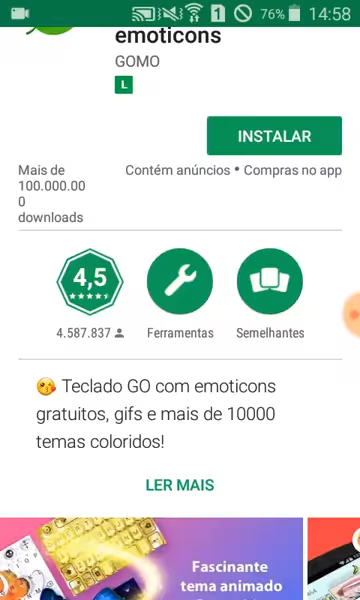 1 76% 14:58
emoticons
GOMO
L
INSTALAR
Mais de
100.000.00
0
downloads
Contém anúncios • Compras no app
4,5
4.587.837
Ferramentas
Semelhantes
Teclado GO com emoticons
gratuitos, gifs e mais de 10000
temas coloridos!
LER MAIS
Fascinante
tema animado